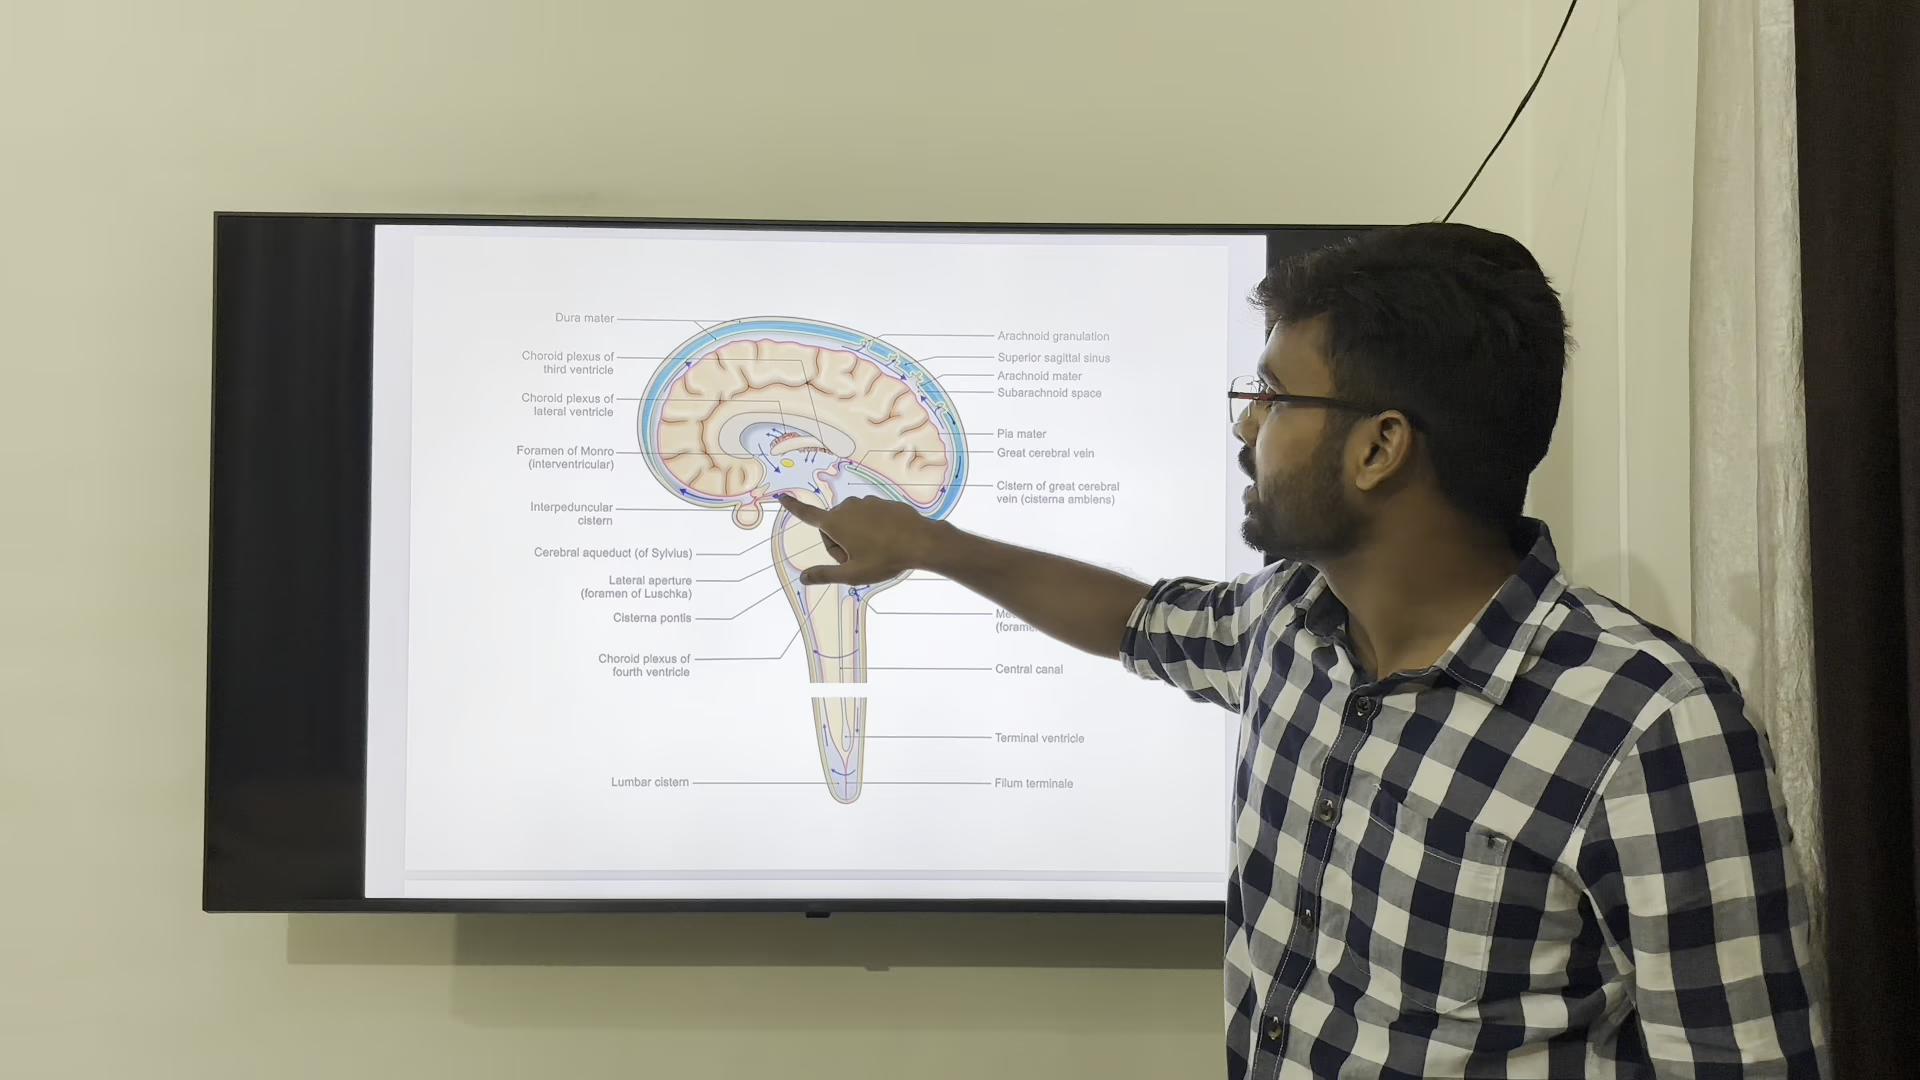 Dura mater
Choroid plexus of
third ventricle
Choroid plexus of
lateral ventricle
Foramen of Monro
(interventricular)
Interpeduncular
cistern
Cerebral aqueduct (of Sylvius)
Lateral aperture
(foramen of Luschka)
Cisterna pontis
Choroid plexus of
fourth ventricle
Lumbar cistern
Arachnoid granulation
Superior sagittal sinus
Arachnoid mater
Subarachnoid space
Pia mater
Great cerebral vein
Cistern of great cerebral
vein (cisterna ambiens)
Central canal
Terminal ventricle
Filum terminale